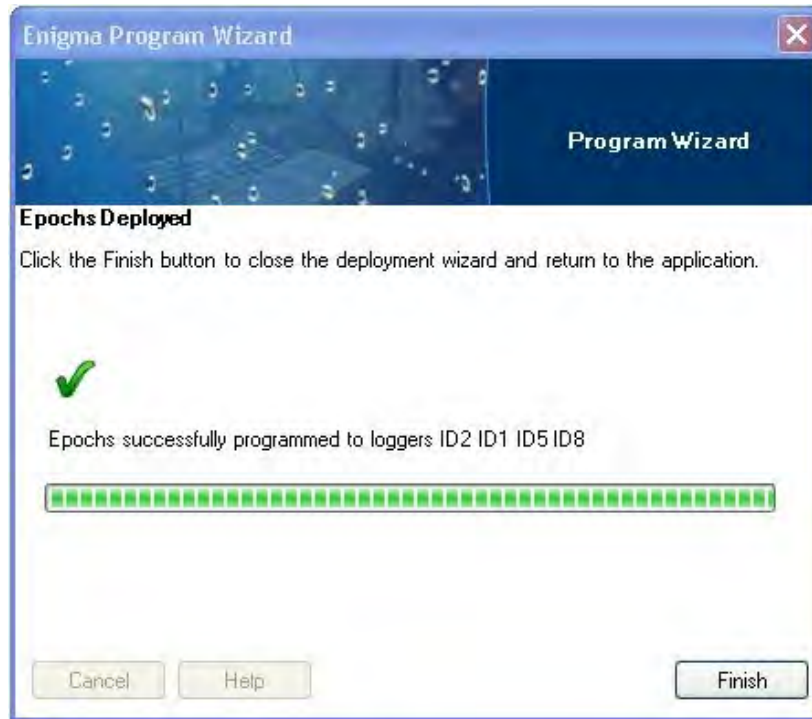 Enigma Program Wizard
Program Wizard
Epochs Deployed
Click the Finish button to close the deployment wizard and return to the application.
Epochs successfully programmed to loggers ID2 ID1 ID5 ID8
Cancel
Help
Finish